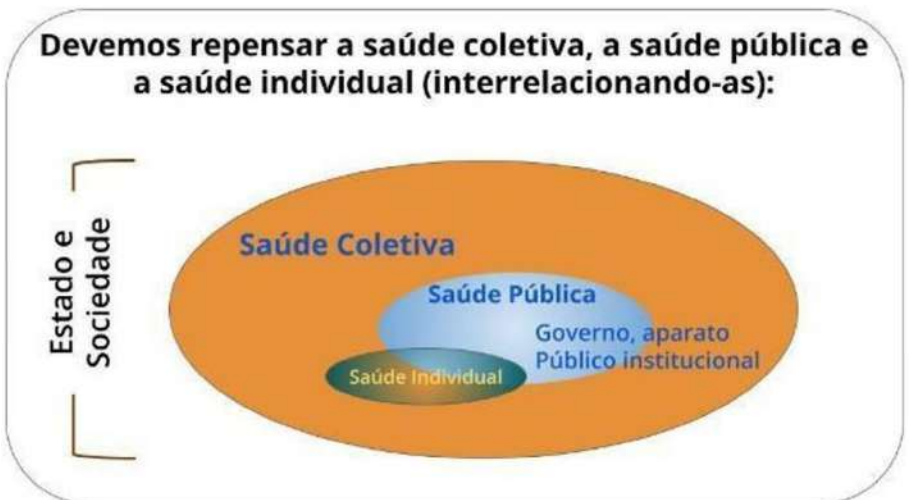 Devemos repensar a saúde coletiva, a saúde pública e
a saúde individual (interrelacionando-as):
Estado e
Sociedade
Saúde Coletiva
Saúde Pública
Governo, aparato
Público institucional
Saúde Individual